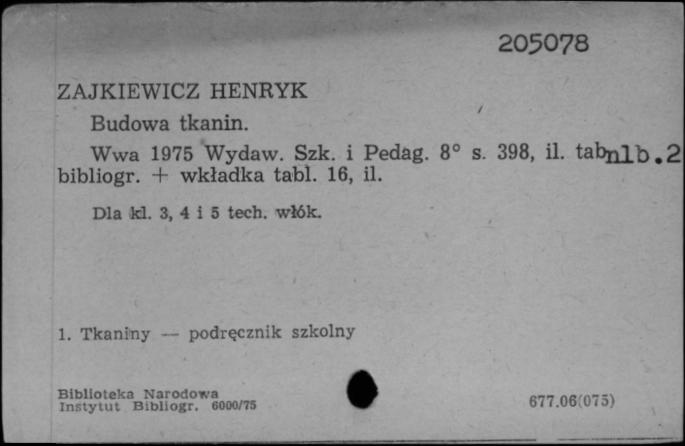 205078
ZAJKIEWICZ HENRYK
Budowa tkanin.
Wwa 1975 Wydaw. Szk. i Pedag. 8° s. 398, il. tab nlb.2
bibliogr. + wkładka tabl. 16, il.
Dla kl. 3, 4 i 5 tech. włók.
1. Tkaniny — podręcznik szkolny
Biblioteka Narodowa
Instytut Bibliogr. 6000/75
677.06(075)